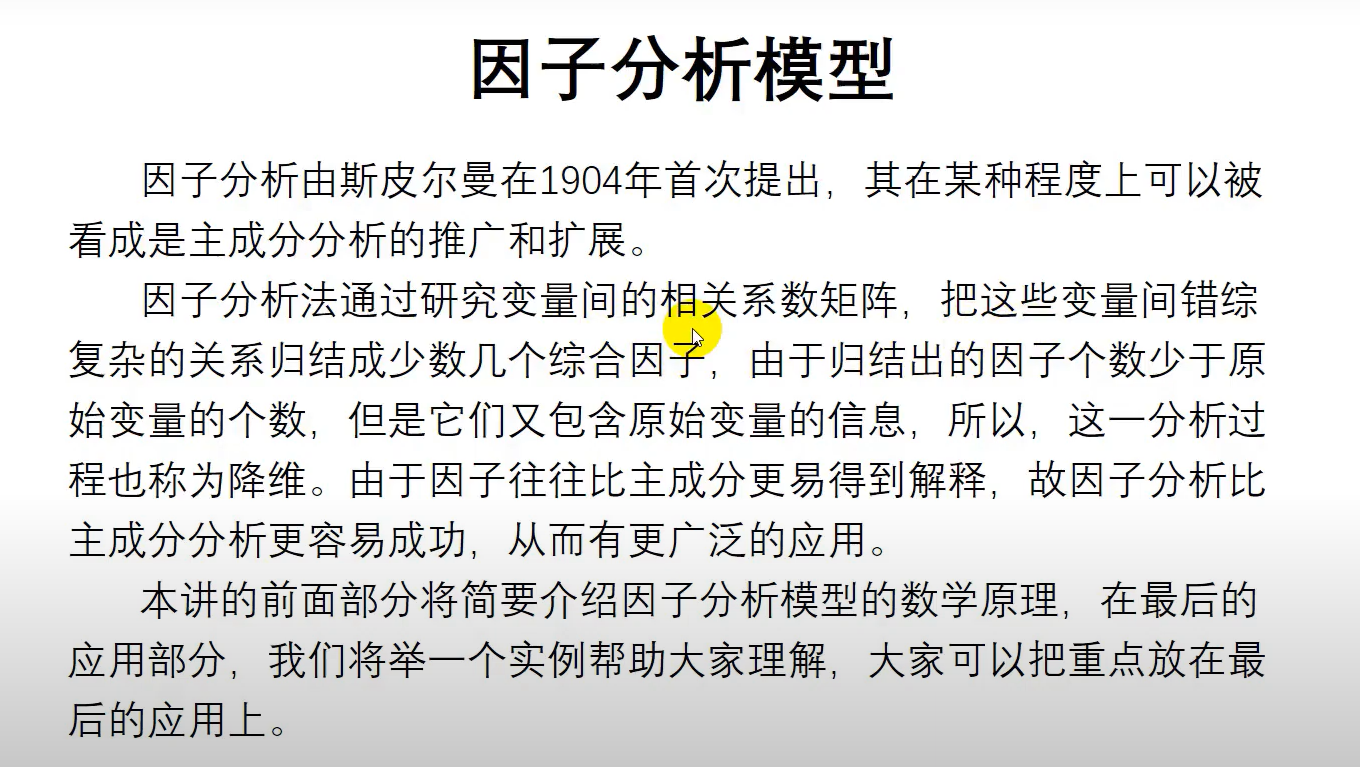 因子分析模型
因子分析由斯皮尔曼在1904年首次提出，其在某种程度上可以被
看成是主成分分析的推广和扩展。
因子分析法通过研究变量间的相关系数矩阵，把这些变量间错综
复杂的关系归结成少数几个综合因子，由于归结出的因子个数少于原
始变量的个数，但是它们又包含原始变量的信息，所以，这一分析过
程也称为降维。由于因子往往比主成分更易得到解释，故因子分析比
主成分分析更容易成功，从而有更广泛的应用。
本讲的前面部分将简要介绍因子分析模型的数学原理，在最后的
应用部分，我们将举一个实例帮助大家理解，大家可以把重点放在最
后的应用上。